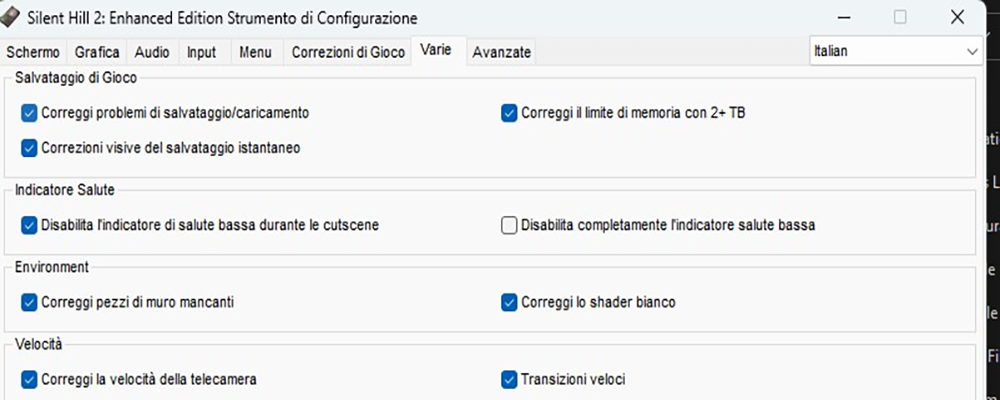 Silent Hill 2: Enhanced Edition Strumento di Configurazione
Schermo Grafica Audio Input Menu Correzioni di Gioco Varie Avanzate Italian
Salvataggio di Gioco
Correggi problemi di salvataggio/caricamento Correggi il limite di memoria con 2+ TB
Correzioni visive del salvataggio istantaneo
Indicatore Salute
Disabilita l'indicatore di salute bassa durante le cutscene Disabilita completamente l'indicatore salute bassa
Environment
Correggi pezzi di muro mancanti Correggi lo shader bianco
Velocità
Correggi la velocità della telecamera Transizioni veloci